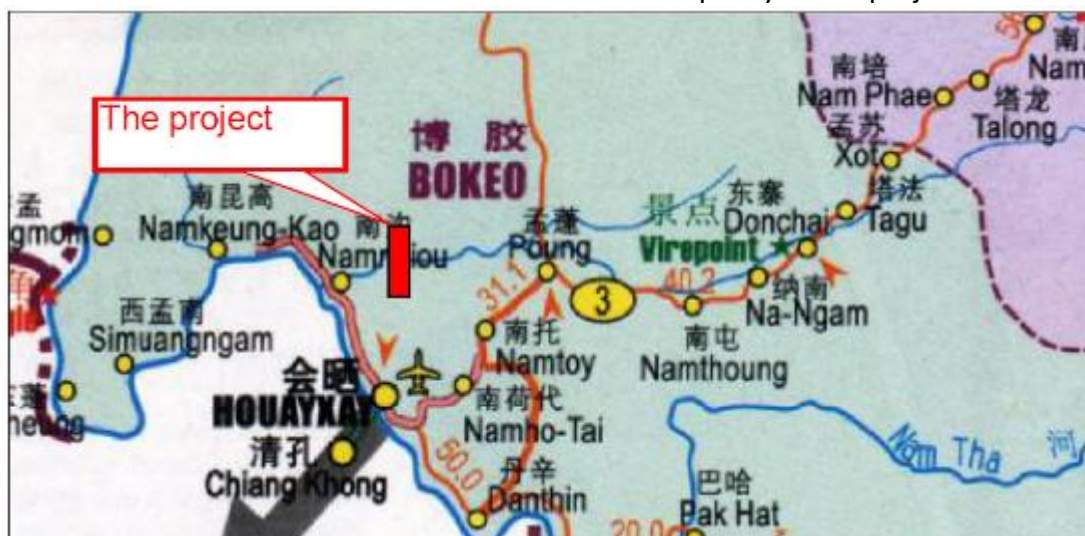 The project
博 胶
BOKEO
南培
Nam Phae
塔龙
Talong
孟苏
Xot
塔法
Tagu
东寨
Donchai
景点
Virepoint
南昆高
Namkeung-Kao
孟
孟蓬
Poung
31.1
3
40.2
纳南
Na-Ngam
南屯
Namthoung
西孟南
Simuangngam
南托
Namtoy
会晒
HOUAYXAY
南荷代
Namho-Tai
清孔
Chiang Khong
50.0
丹辛
Danthin
Nam Tha 河
巴哈
Pak Hat
20.0